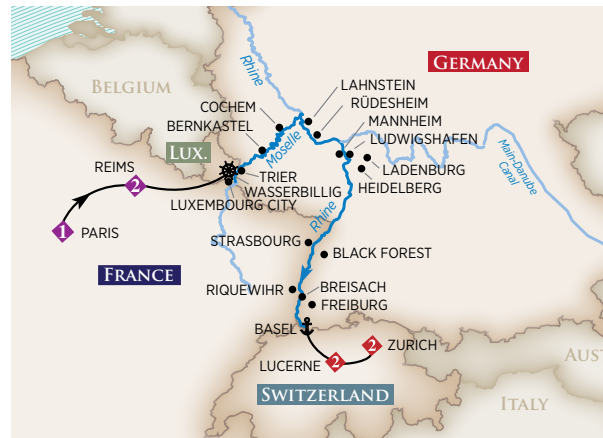 Rhine
GERMANY
BELGIUM
LAHNSTEIN
RÜDESHEIM
COCHEM
MANNHEIM
BERNKASTEL
LUDWIGSHAFEN
Moselle
LUX.
REIMS
LADENBURG
HEIDELBERG
Main-Danube
Canal
TRIER
WASSERBILLIG
LUXEMBOURG CITY
2
1
PARIS
Rhine
STRASBOURG
BLACK FOREST
FRANCE
RIQUEWIHR
BREISACH
FREIBURG
BASEL
2
ZURICH
LUCERNE
2
AUST
SWITZERLAND
ITALY